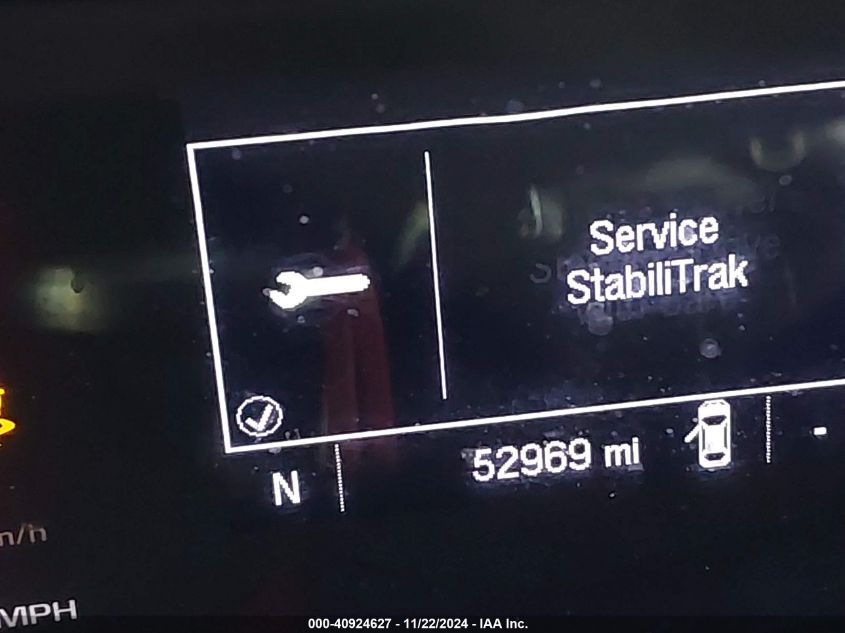 Service
StabiliTrak
52969 mi
N
m/h
MPH
000-40924627 - 11/22/2024 - IAA Inc.